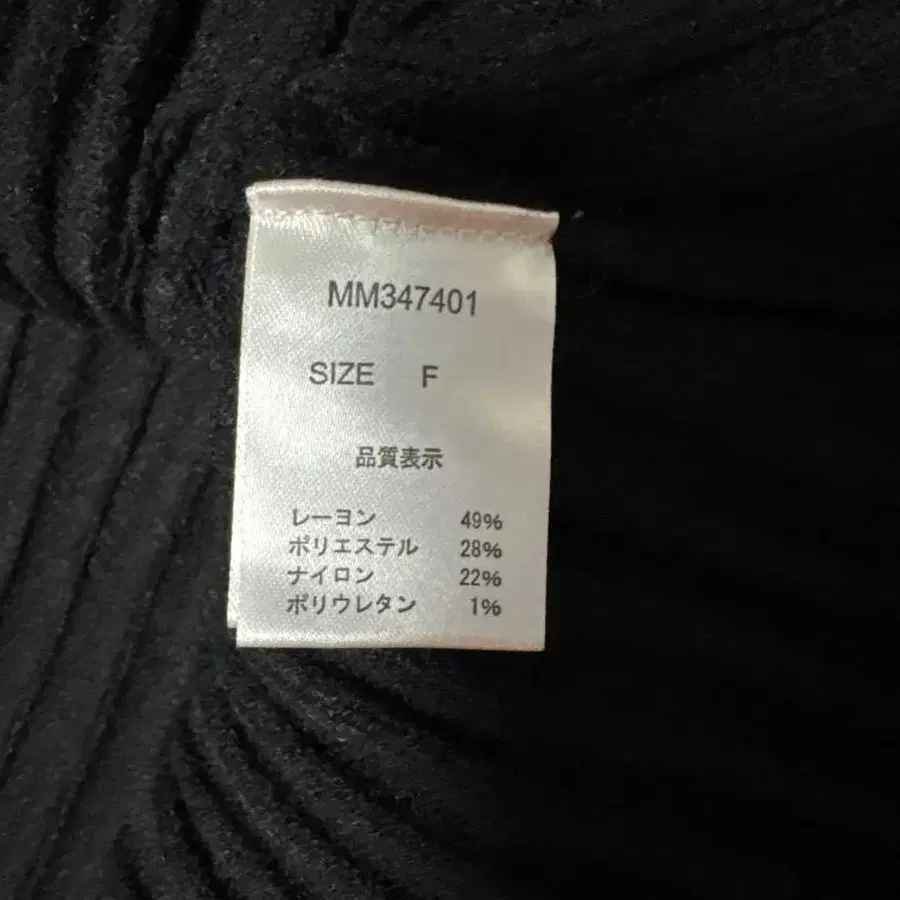 MM347401
SIZE F
品質表示
レーヨン 49%
ポリエステル 28%
ナイロン 22%
ポリウレタン 1%